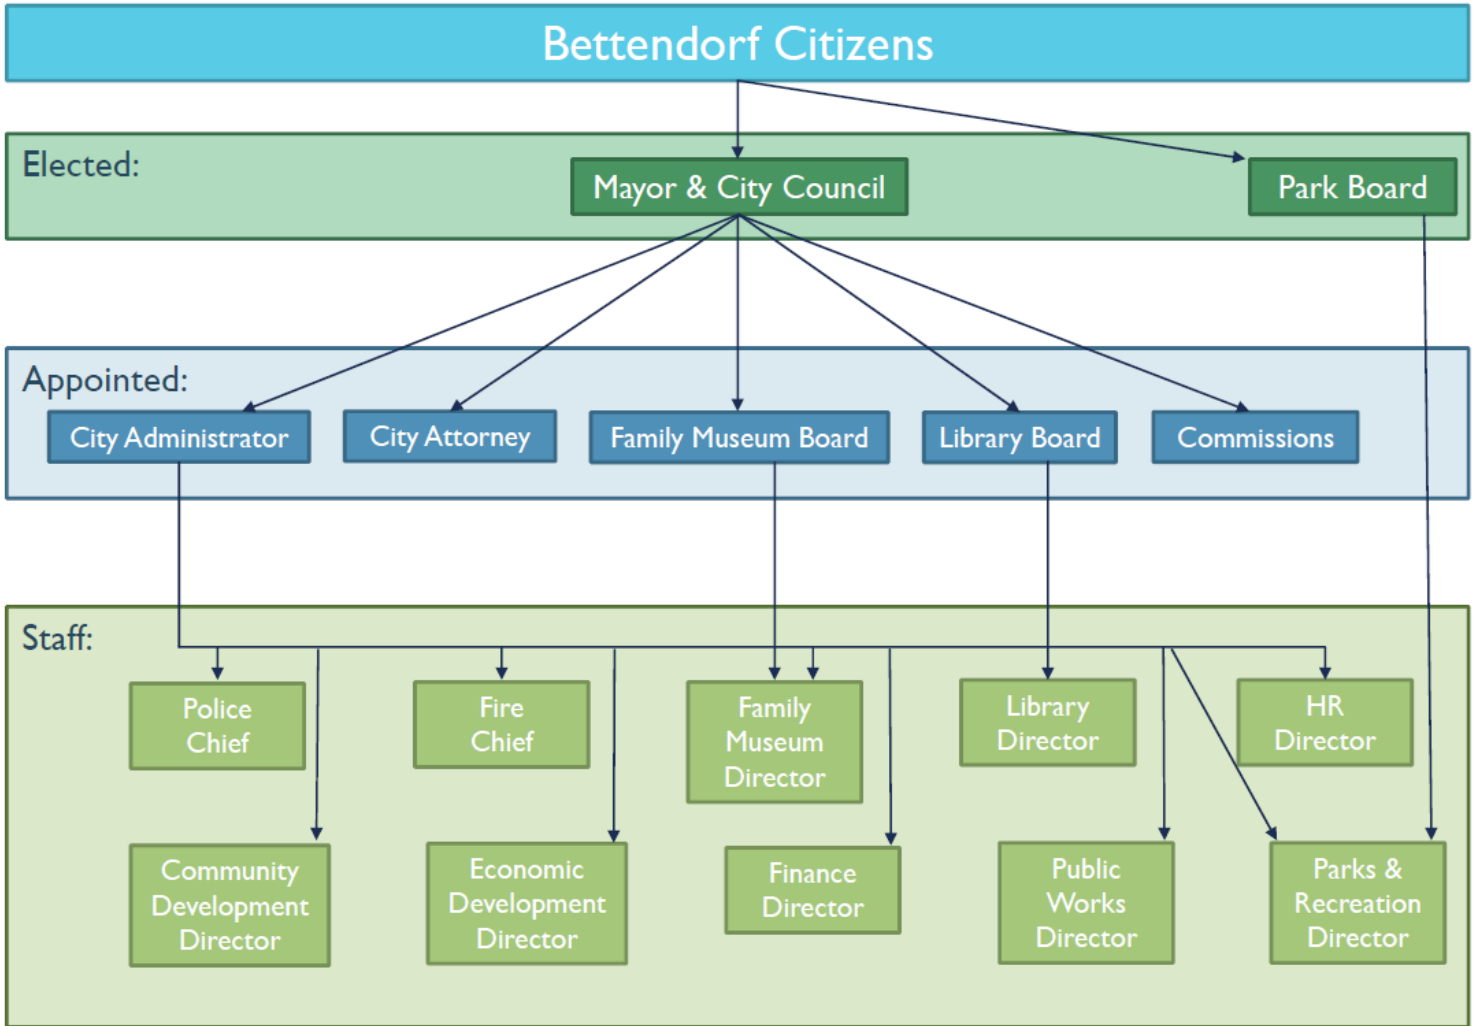 Bettendorf Citizens
Elected:
Mayor & City Council
Park Board
Appointed:
City Administrator
City Attorney
Family Museum Board
Library Board
Commissions
Staff:
Police
Chief
Fire
Chief
Family
Museum
Director
Library
Director
HR
Director
Community
Development
Director
Economic
Development
Director
Finance
Director
Public
Works
Director
Parks &
Recreation
Director